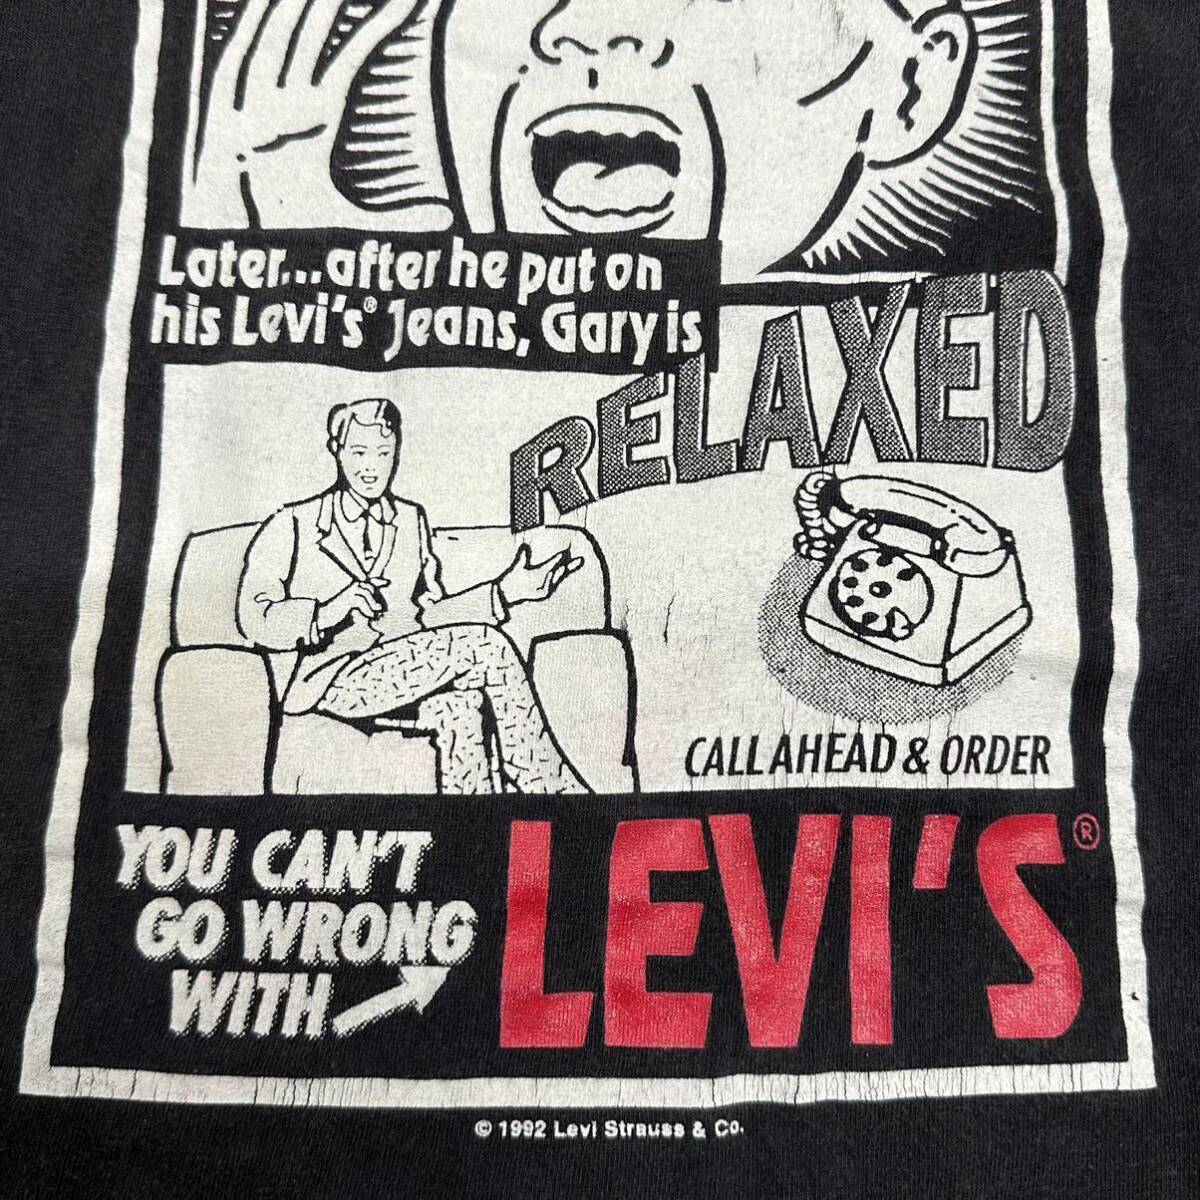 Later...after he put on
his Levi's® Jeans, Gary is
RELAXED
CALL AHEAD & ORDER
YOU CAN'T
GO WRONG
WITH
LEVI'S®
© 1992 Levi Strauss & Co.